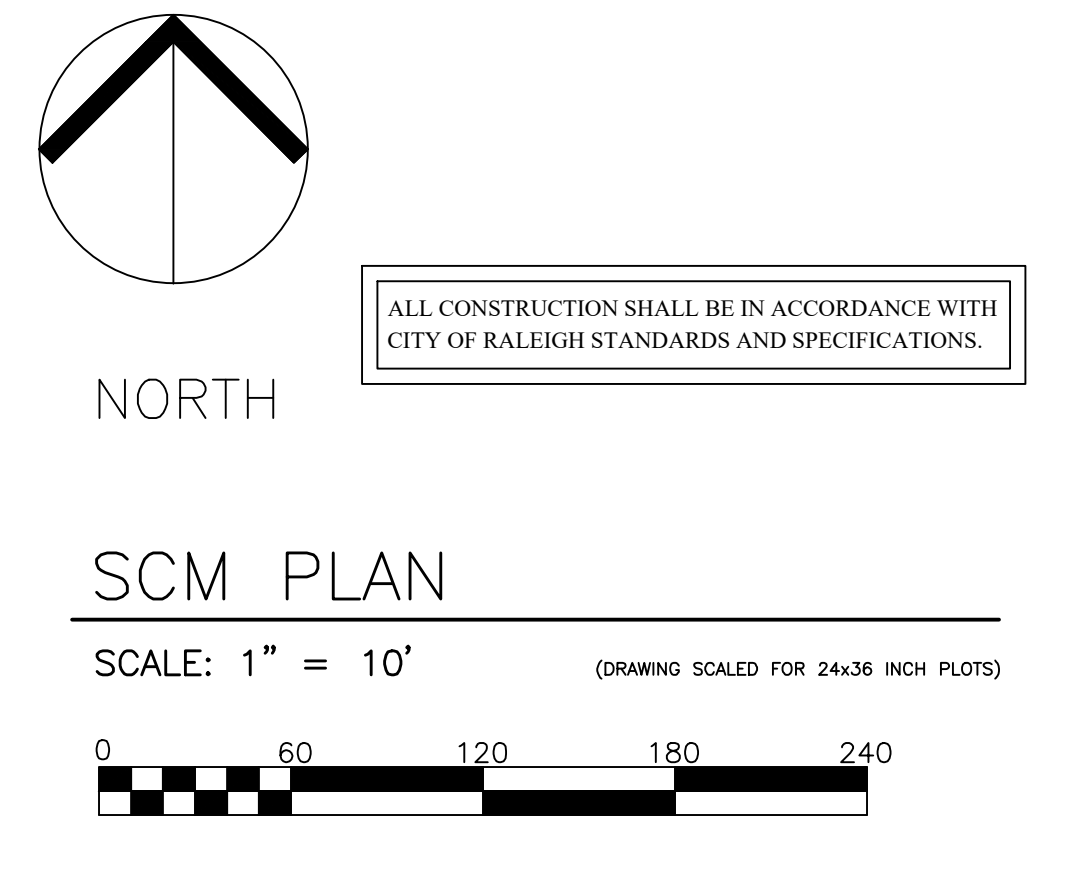 ALL CONSTRUCTION SHALL BE IN ACCORDANCE WITH
CITY OF RALEIGH STANDARDS AND SPECIFICATIONS.
NORTH
SCM PLAN
SCALE: 1” = 10’ (DRAWING SCALED FOR 24x36 INCH PLOTS)
0 60 120 180 240